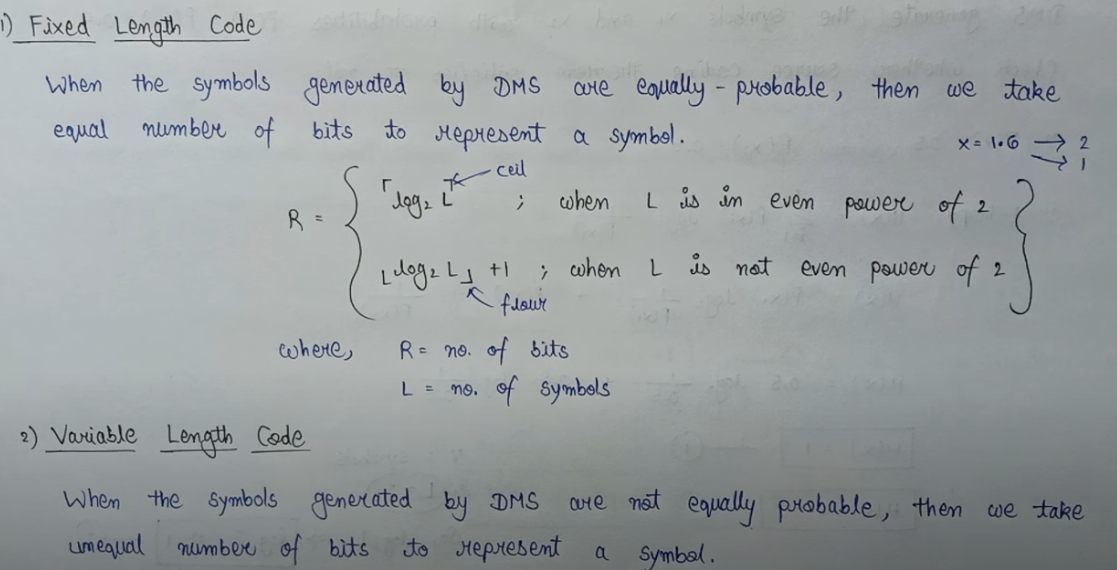 1) Fixed Length Code
When the symbols generated by DMS are equally - probable, then we take
equal number of bits to represent a symbol.
x = 1.6 → 2
→ 1
R = { ⌈log₂ L⌉ ← ceil ; when L is in even power of 2
⌊log₂ L⌋ +1 ; when L is not even power of 2 }
flour
where, R = no. of bits
L = no. of symbols
2) Variable Length Code
When the symbols generated by DMS are not equally probable, then we take
unequal number of bits to represent a symbol.